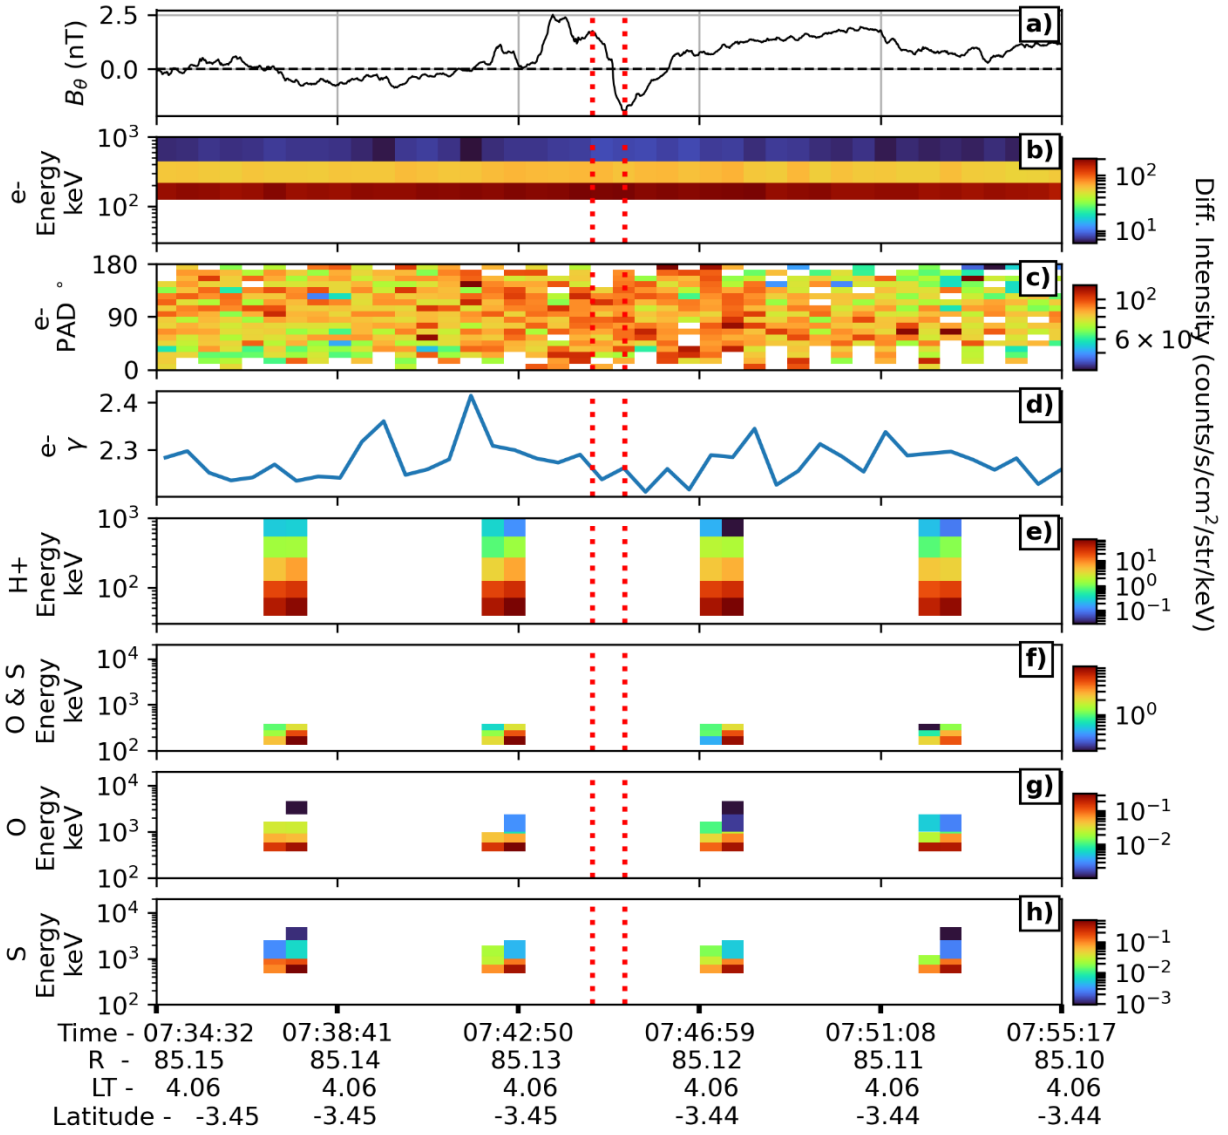 a)
B_θ (nT)
2.5
0.0
b)
e-
Energy
keV
10^3
10^2
10^2
10^1
c)
e-
PAD °
180
90
0
10^2
6 × 10
d)
e-
γ
2.4
2.3
e)
H+
Energy
keV
10^3
10^2
10^1
10^0
10^-1
f)
O & S
Energy
keV
10^4
10^3
10^2
10^0
g)
O
Energy
keV
10^4
10^3
10^2
10^-1
10^-2
h)
S
Energy
keV
10^4
10^3
10^2
10^-1
10^-2
10^-3
Diff. Intensity (counts/s/cm^2/str/keV)
Time - 07:34:32 07:38:41 07:42:50 07:46:59 07:51:08 07:55:17
R - 85.15 85.14 85.13 85.12 85.11 85.10
LT - 4.06 4.06 4.06 4.06 4.06 4.06
Latitude - -3.45 -3.45 -3.45 -3.44 -3.44 -3.44